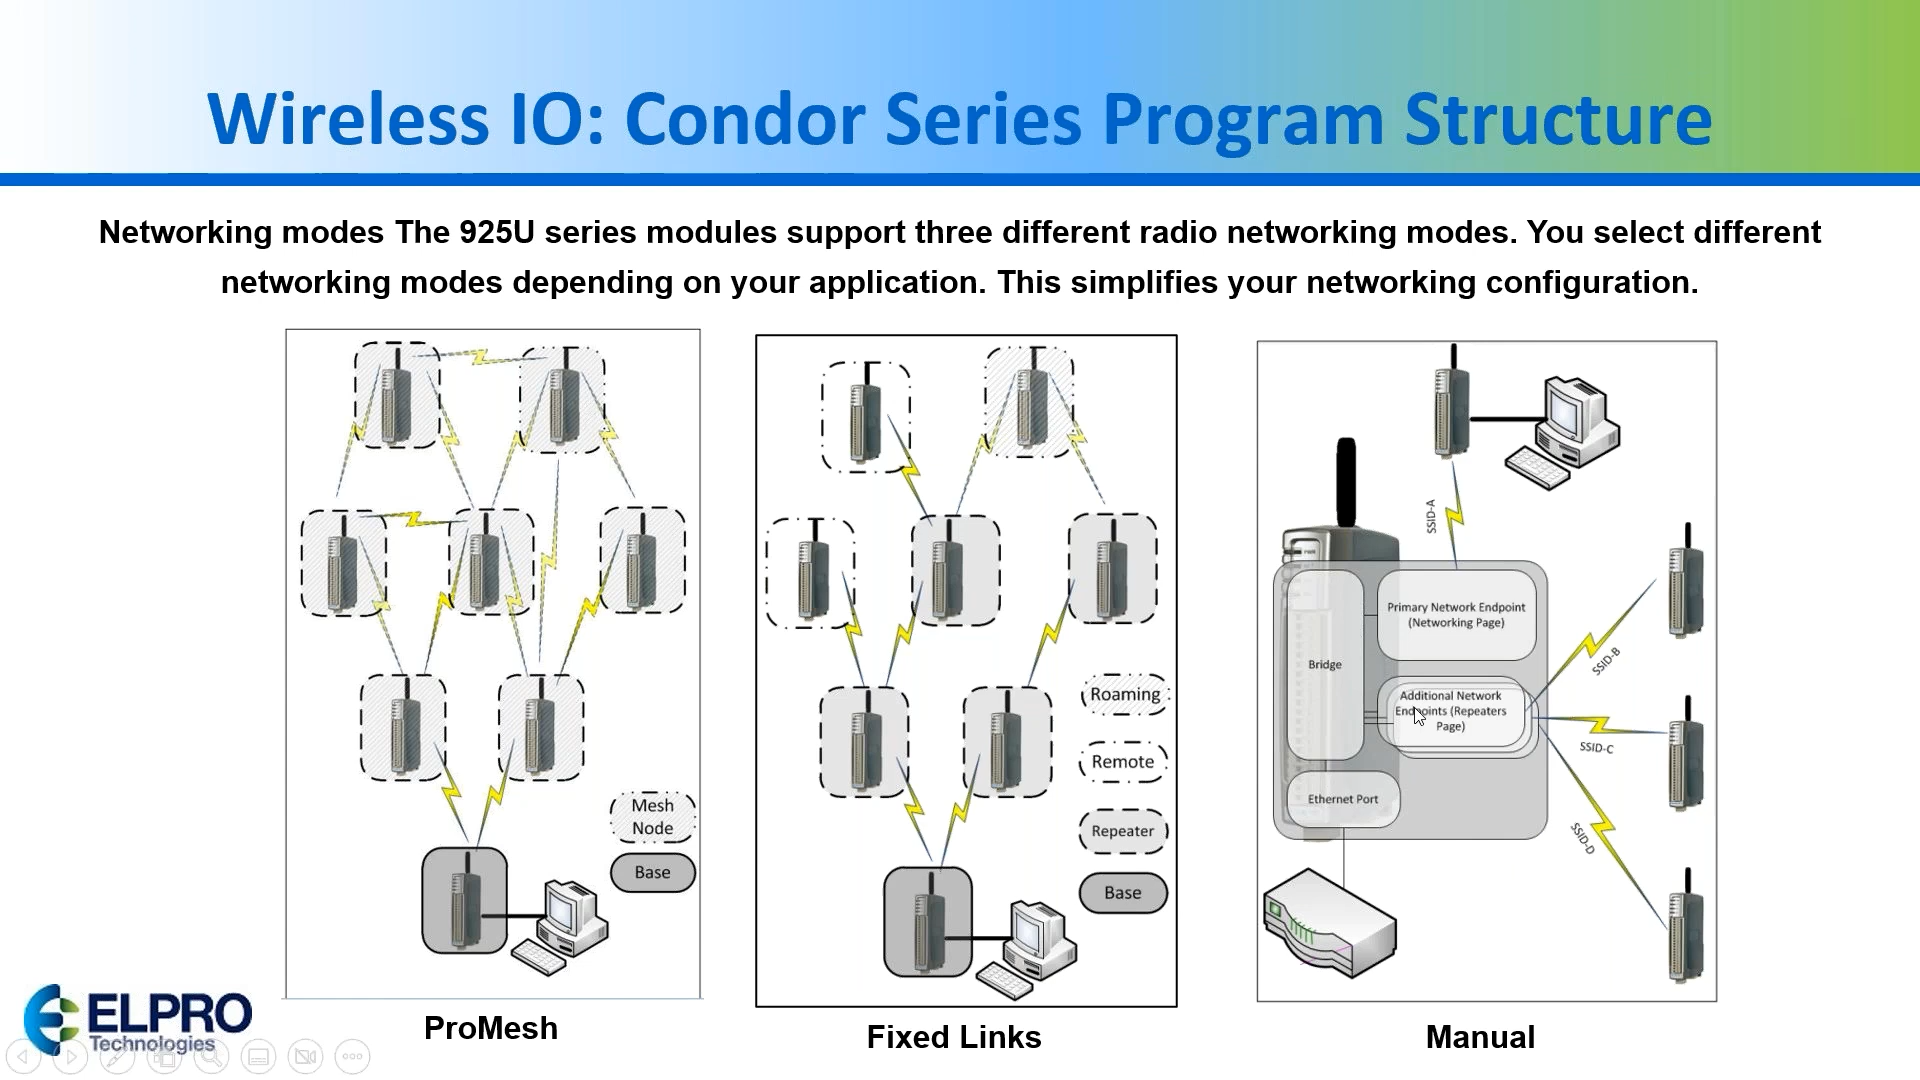 Wireless IO: Condor Series Program Structure
Networking modes The 925U series modules support three different radio networking modes. You select different
networking modes depending on your application. This simplifies your networking configuration.
Mesh
Node
Base
ProMesh
Roaming
Remote
Repeater
Base
Fixed Links
SSID-A
Primary Network Endpoint
(Networking Page)
Bridge
Additional Network
Endpoints (Repeaters
Page)
Ethernet Port
SSID-B
SSID-C
SSID-D
Manual
ELPRO
Technologies